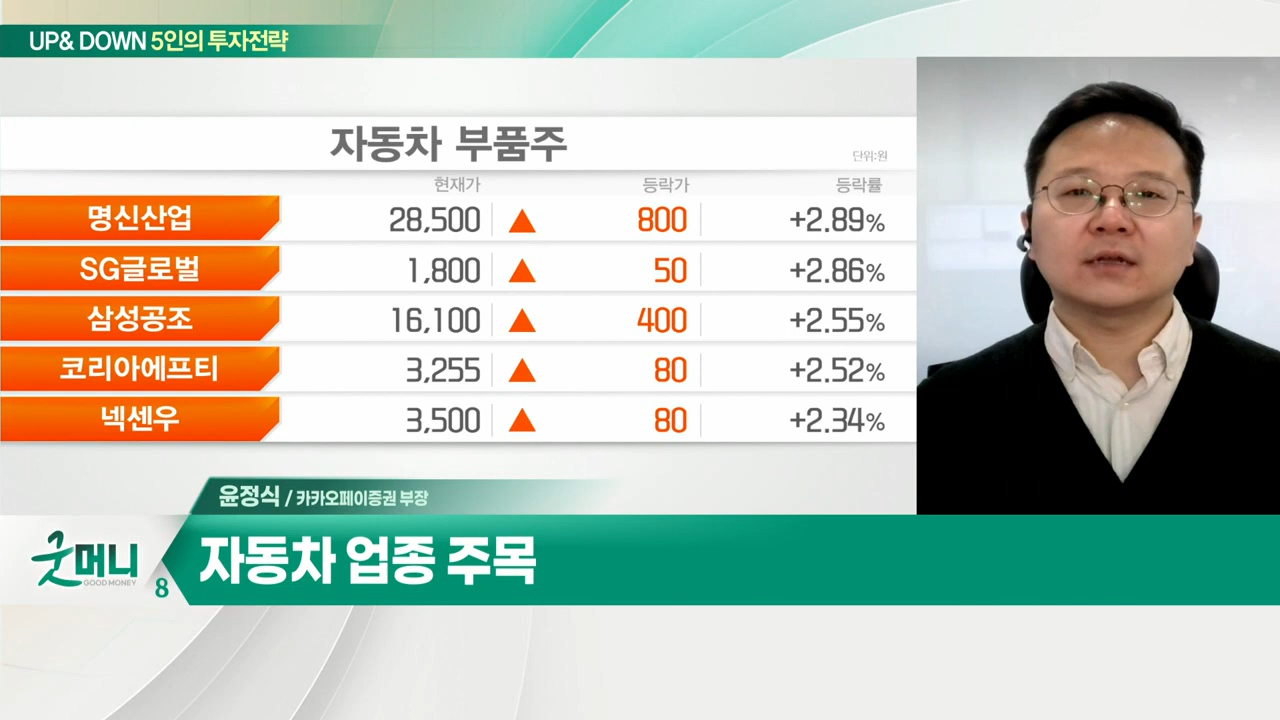 UP& DOWN 5인의 투자전략
자동차 부품주
단위:원
현재가 등락가 등락률
명신산업 28,500 ▲ 800 +2.89%
SG글로벌 1,800 ▲ 50 +2.86%
삼성공조 16,100 ▲ 400 +2.55%
코리아에프티 3,255 ▲ 80 +2.52%
넥센우 3,500 ▲ 80 +2.34%
윤정식 / 카카오페이증권 부장
굿머니
GOOD MONEY
8
자동차 업종 주목